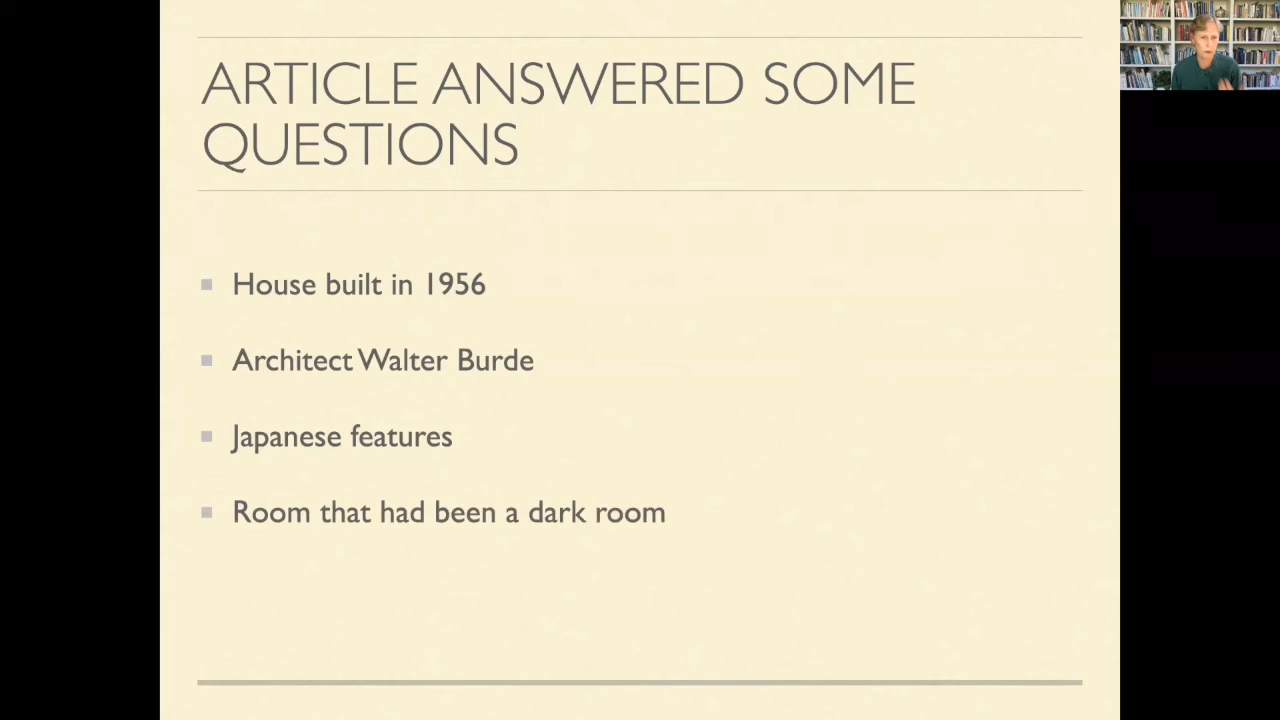 ARTICLE ANSWERED SOME
QUESTIONS
House built in 1956
Architect Walter Burde
Japanese features
Room that had been a dark room